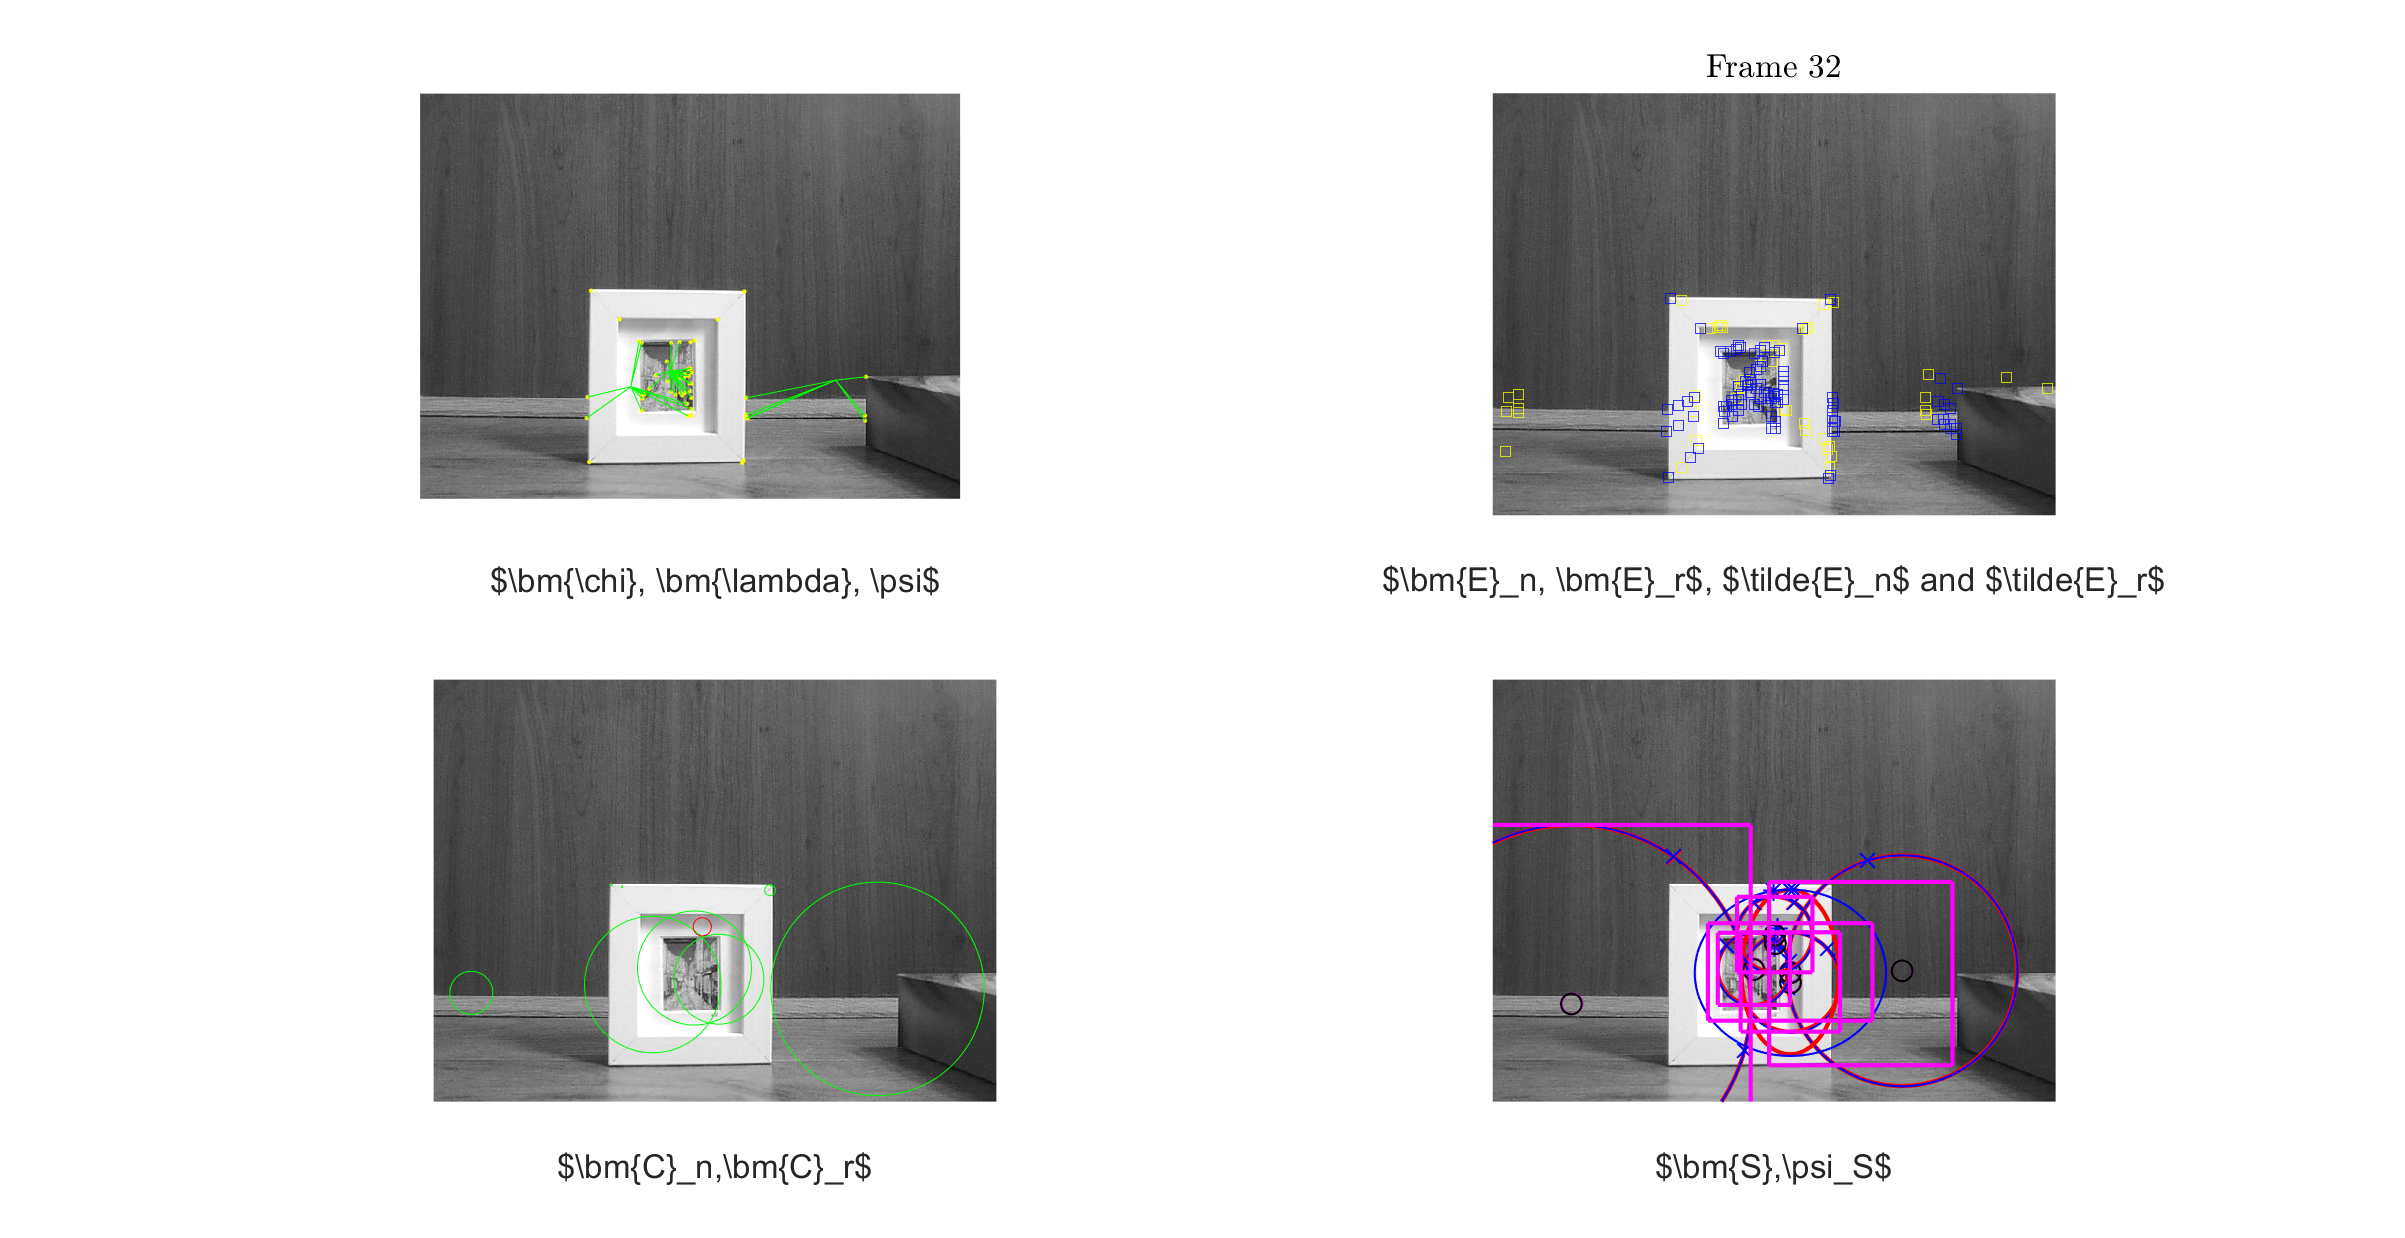 Frame 32
$\bm{\chi}, \bm{\lambda}, \psi$
$\bm{E}_n, \bm{E}_r$, $\tilde{E}_n$ and $\tilde{E}_r$
$\bm{C}_n,\bm{C}_r$
$\bm{S},\psi_S$